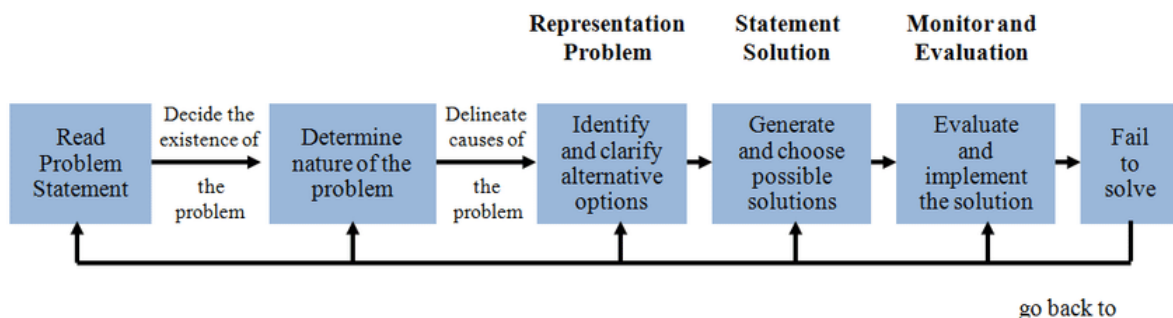 Representation
Problem
Statement
Solution
Monitor and
Evaluation
Read
Problem
Statement
Decide the
existence of
the
problem
Determine
nature of the
problem
Delineate
causes of
the
problem
Identify
and clarify
alternative
options
Generate
and choose
possible
solutions
Evaluate
and
implement
the solution
Fail
to
solve
go back to